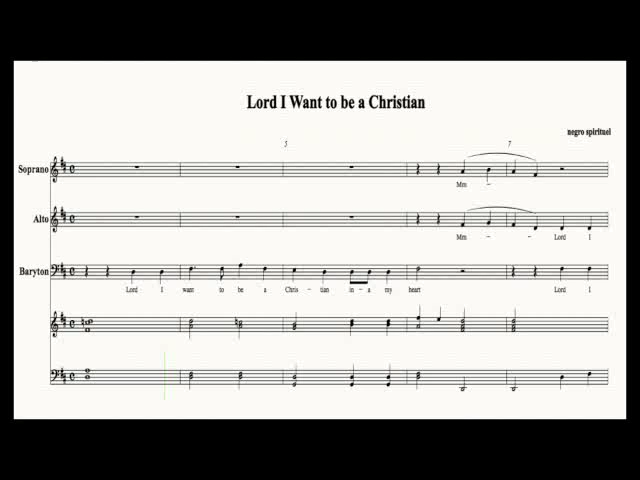 Lord I Want to be a Christian
negro spirituel
5
7
Soprano
Mm -
Alto
Mm - - Lord I
Baryton
Lord I want to be a Chris - tian in - a my heart Lord I